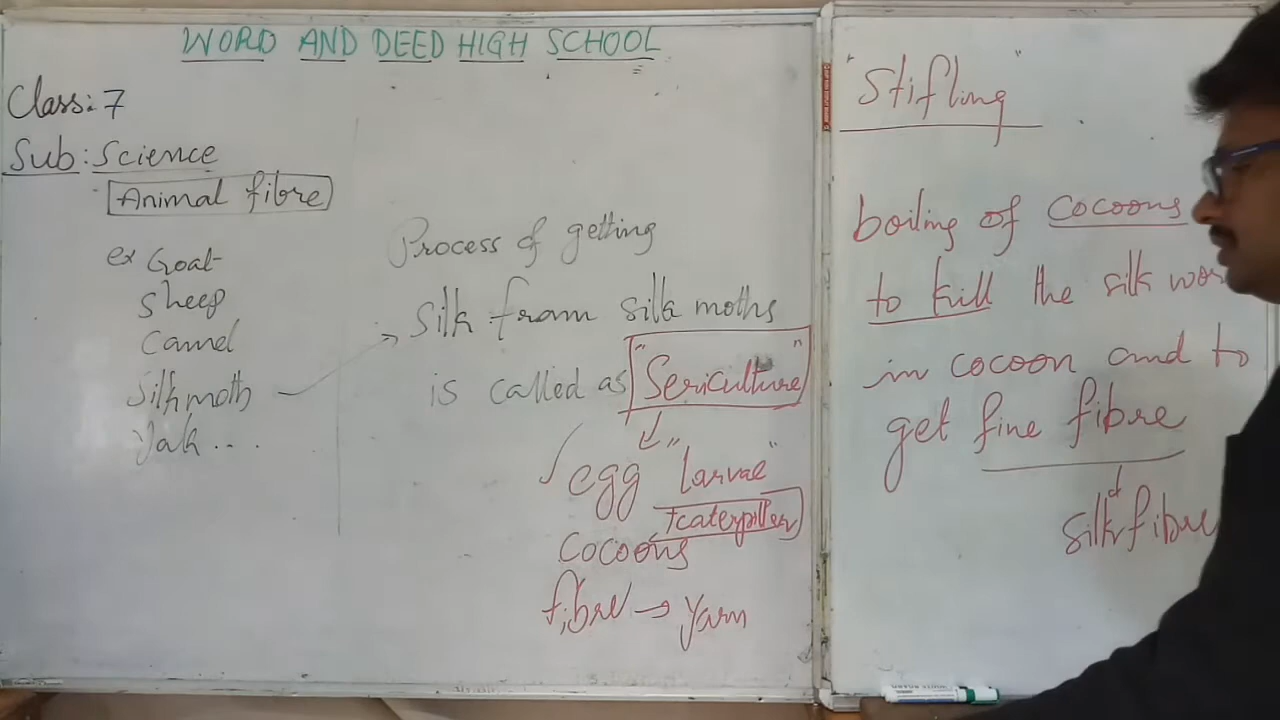 WORD AND DEED HIGH SCHOOL
Class: 7
Sub: Science
Animal fibre
ex Goat
Sheep
Camel
Silkmoth
Yak ...
Process of getting
Silk from silk moths
is called as "Sericulture"
egg "larvae"
caterpiller
Cocoons
fibre → yarn
"Stifling"
boiling of cocoons
to kill the silk wor
in cocoon and to
get fine fibre
silk fibre